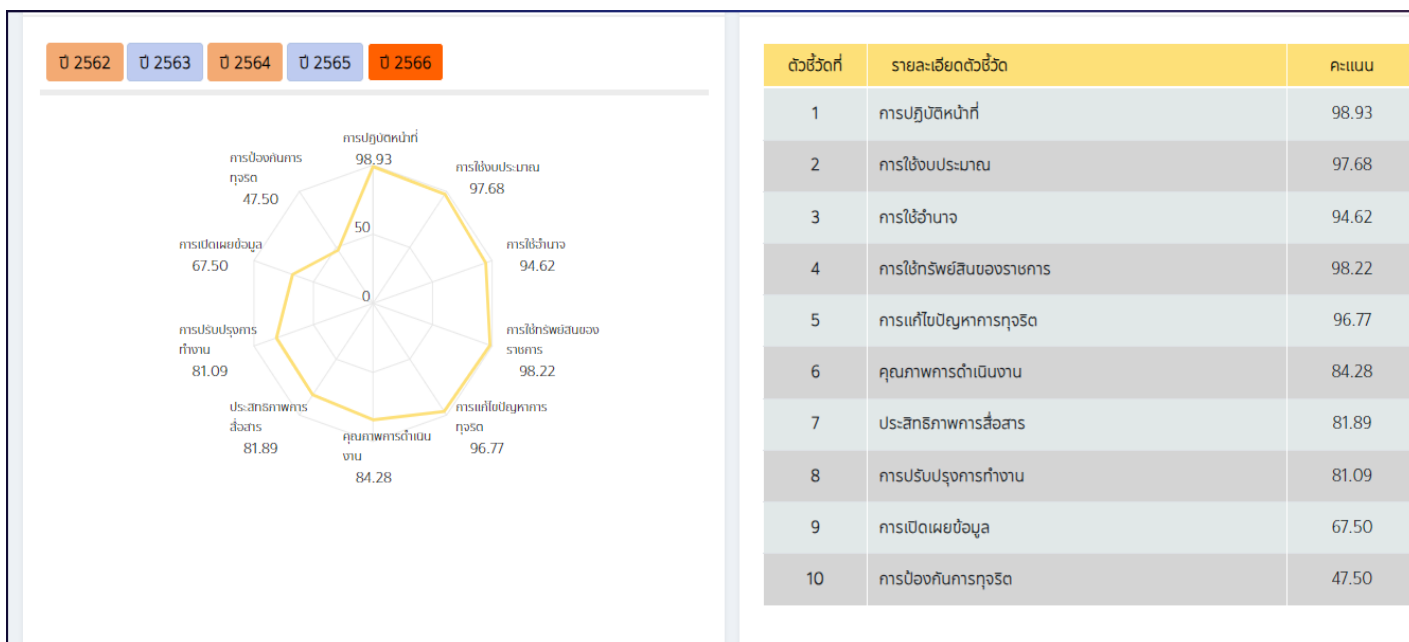 ปี 2562 ปี 2563 ปี 2564 ปี 2565 ปี 2566
การปฏิบัติหน้าที่
98.93
การใช้งบประมาณ
97.68
การใช้อำนาจ
94.62
การใช้ทรัพย์สินของ
ราชการ
98.22
การแก้ไขปัญหาการ
ทุจริต
96.77
คุณภาพการดำเนิน
งาน
84.28
ประสิทธิภาพการ
สื่อสาร
81.89
การปรับปรุงการ
ทำงาน
81.09
การเปิดเผยข้อมูล
67.50
การป้องกันการ
ทุจริต
47.50
50
0
ตัวชี้วัดที่ รายละเอียดตัวชี้วัด คะแนน
1 การปฏิบัติหน้าที่ 98.93
2 การใช้งบประมาณ 97.68
3 การใช้อำนาจ 94.62
4 การใช้ทรัพย์สินของราชการ 98.22
5 การแก้ไขปัญหาการทุจริต 96.77
6 คุณภาพการดำเนินงาน 84.28
7 ประสิทธิภาพการสื่อสาร 81.89
8 การปรับปรุงการทำงาน 81.09
9 การเปิดเผยข้อมูล 67.50
10 การป้องกันการทุจริต 47.50